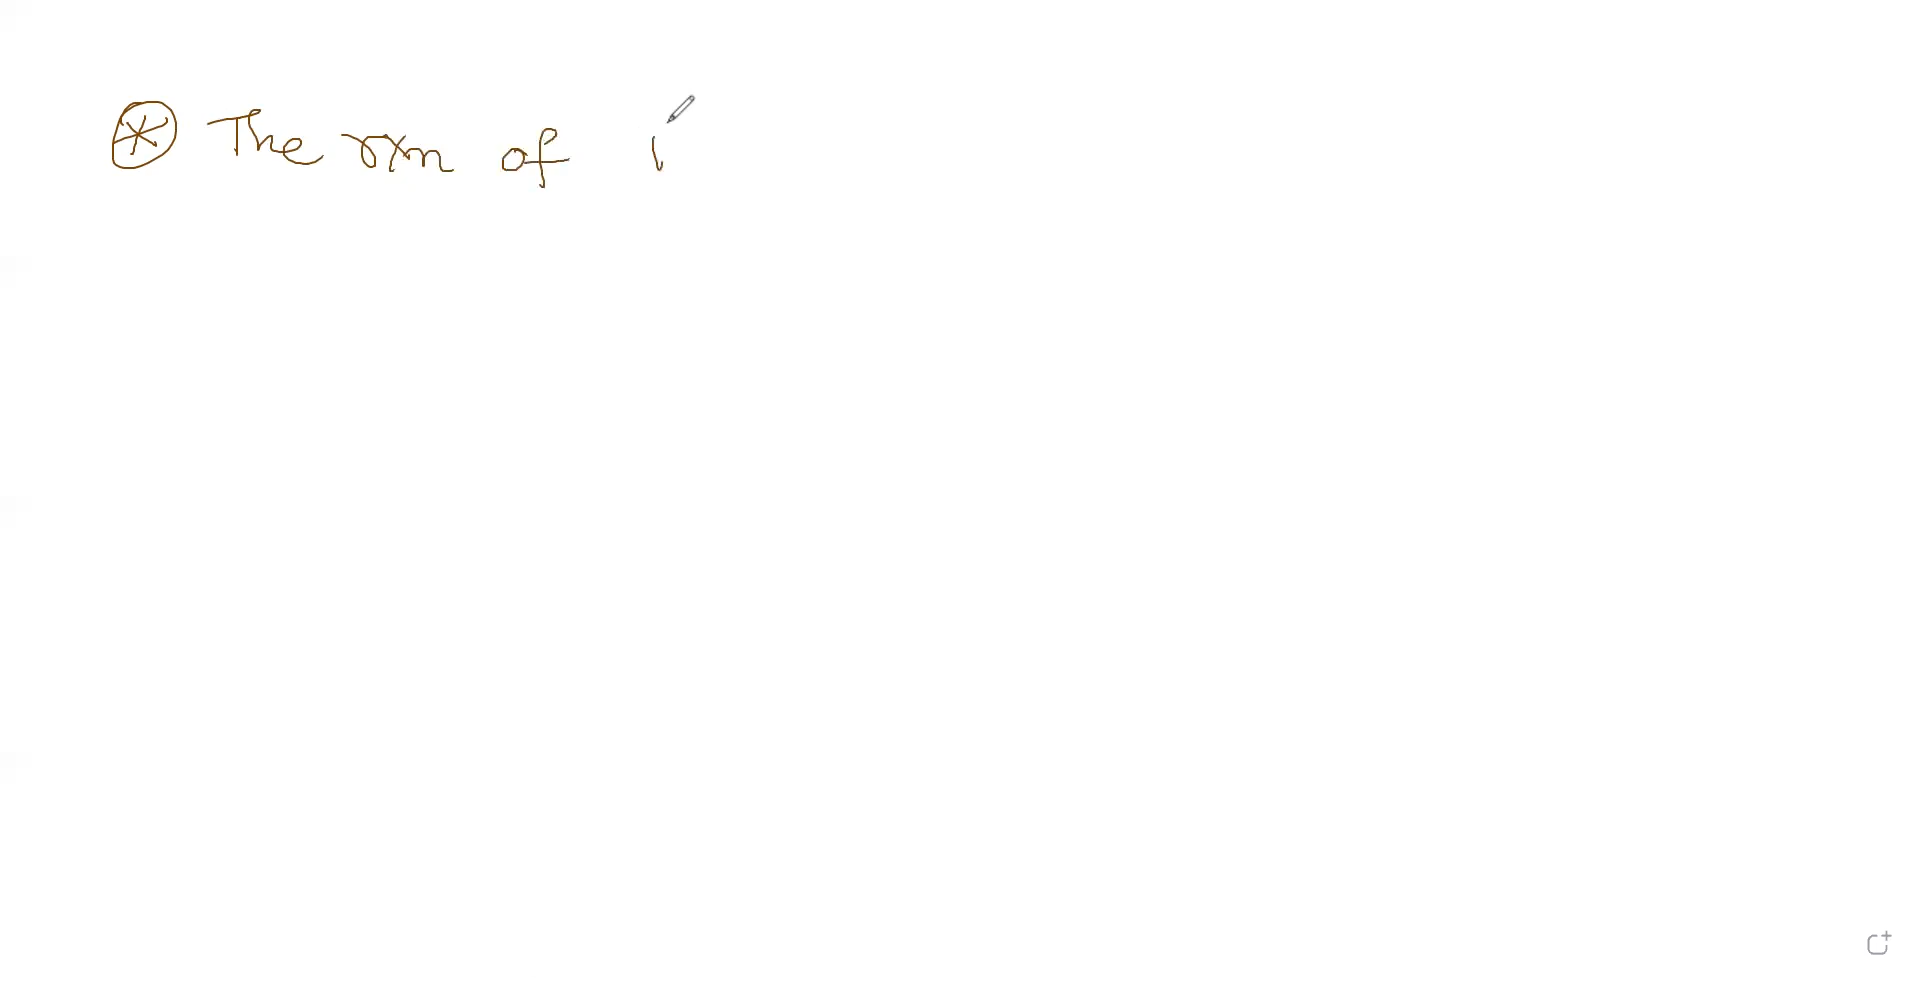 ⊛ The rxn of